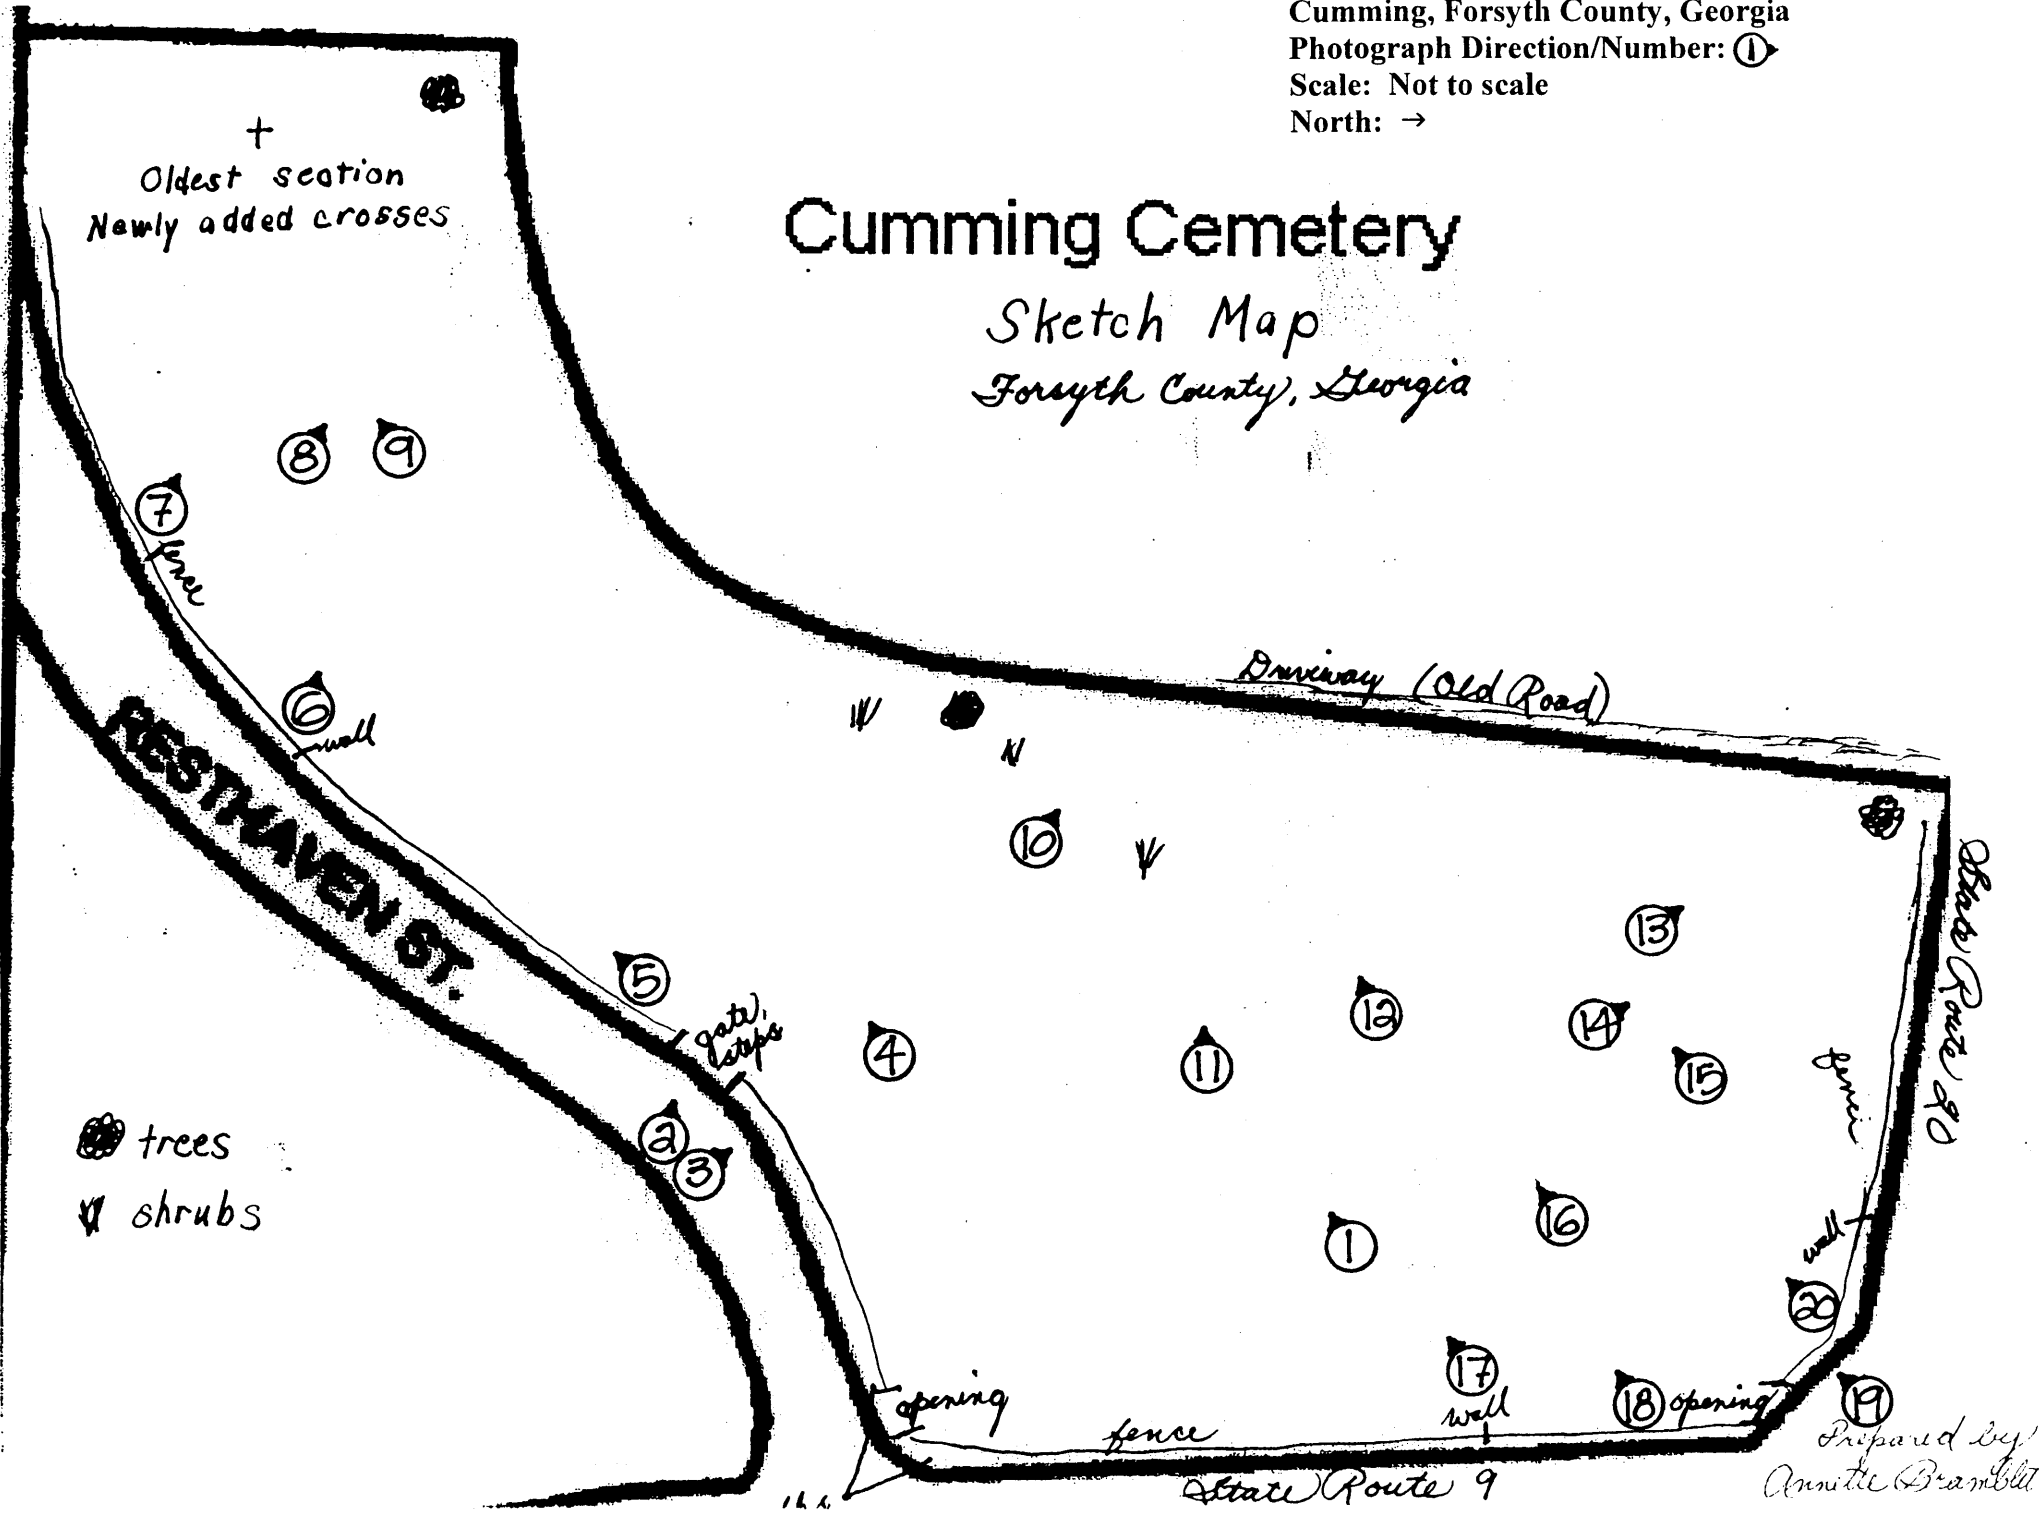 Cumming, Forsyth County, Georgia
Photograph Direction/Number: 1
Scale: Not to scale
North: →
+
Oldest section
Newly added crosses
Cumming Cemetery
Sketch Map
Forsyth County, Georgia
8
9
7
fence
6
wall
RESTHAVEN ST.
Driveway (Old Road)
10
13
5
gate,
steps
4
11
12
14
15
State Route 20
fence
2
3
trees
shrubs
1
16
wall
20
17
wall
18
opening
19
opening
fence
State Route 9
Prepared by
Annette Bramblett